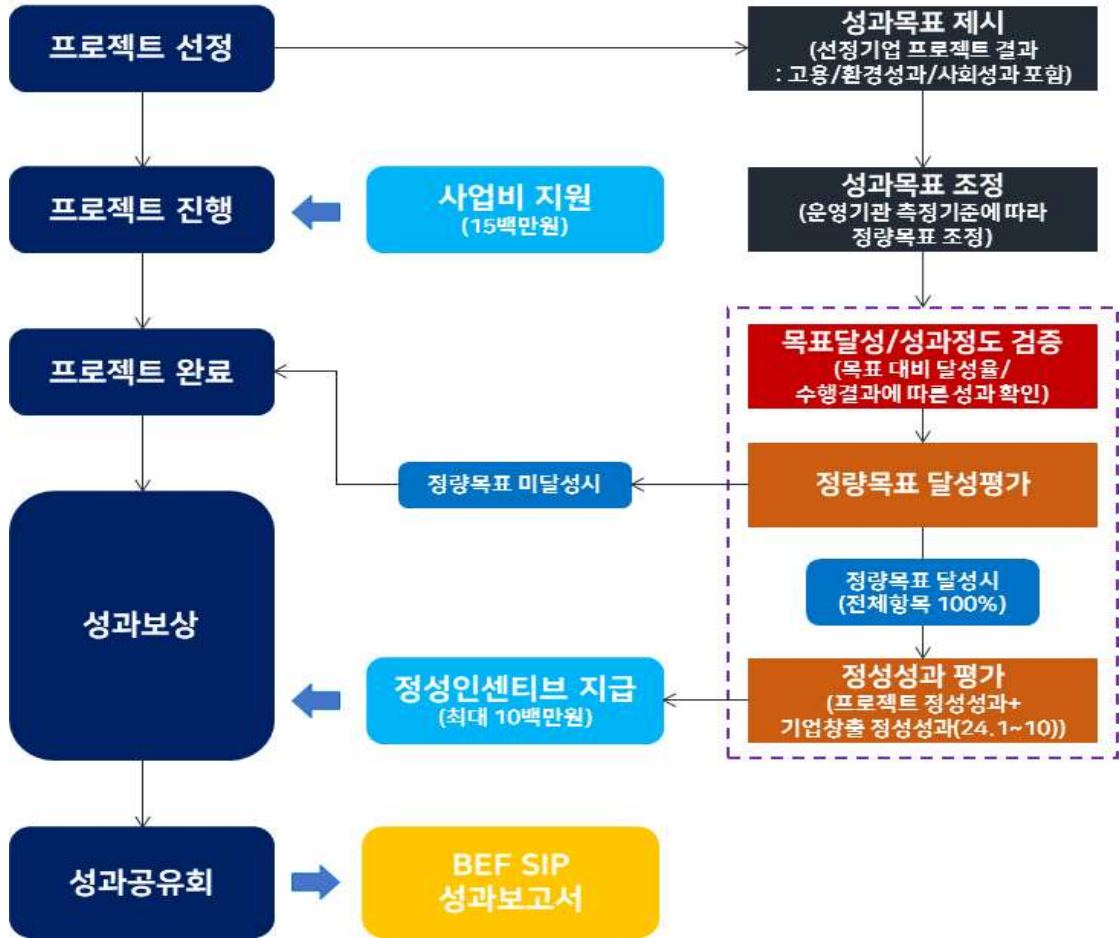 프로젝트 선정
성과목표 제시
(선정기업 프로젝트 결과
: 고용/환경성과/사회성과 포함)
프로젝트 진행
사업비 지원
(15백만원)
성과목표 조정
(운영기관 측정기준에 따라
정량목표 조정)
프로젝트 완료
목표달성/성과정도 검증
(목표 대비 달성율/
수행결과에 따른 성과 확인)
정량목표 미달성시
정량목표 달성평가
정량목표 달성시
(전체항목 100%)
성과보상
정성인센티브 지급
(최대 10백만원)
정성성과 평가
(프로젝트 정성성과+
기업창출 정성성과(24.1~10))
성과공유회
BEF SIP
성과보고서